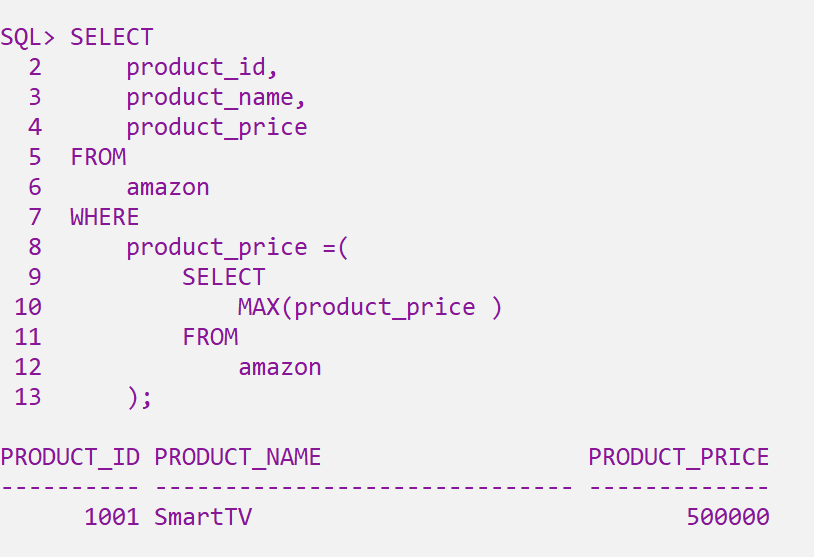 SQL> SELECT
  2      product_id,
  3      product_name,
  4      product_price
  5  FROM
  6      amazon
  7  WHERE
  8      product_price =(
  9          SELECT
 10              MAX(product_price )
 11          FROM
 12              amazon
 13      );
PRODUCT_ID PRODUCT_NAME                   PRODUCT_PRICE
---------- ------------------------------ -------------
      1001 SmartTV                               500000